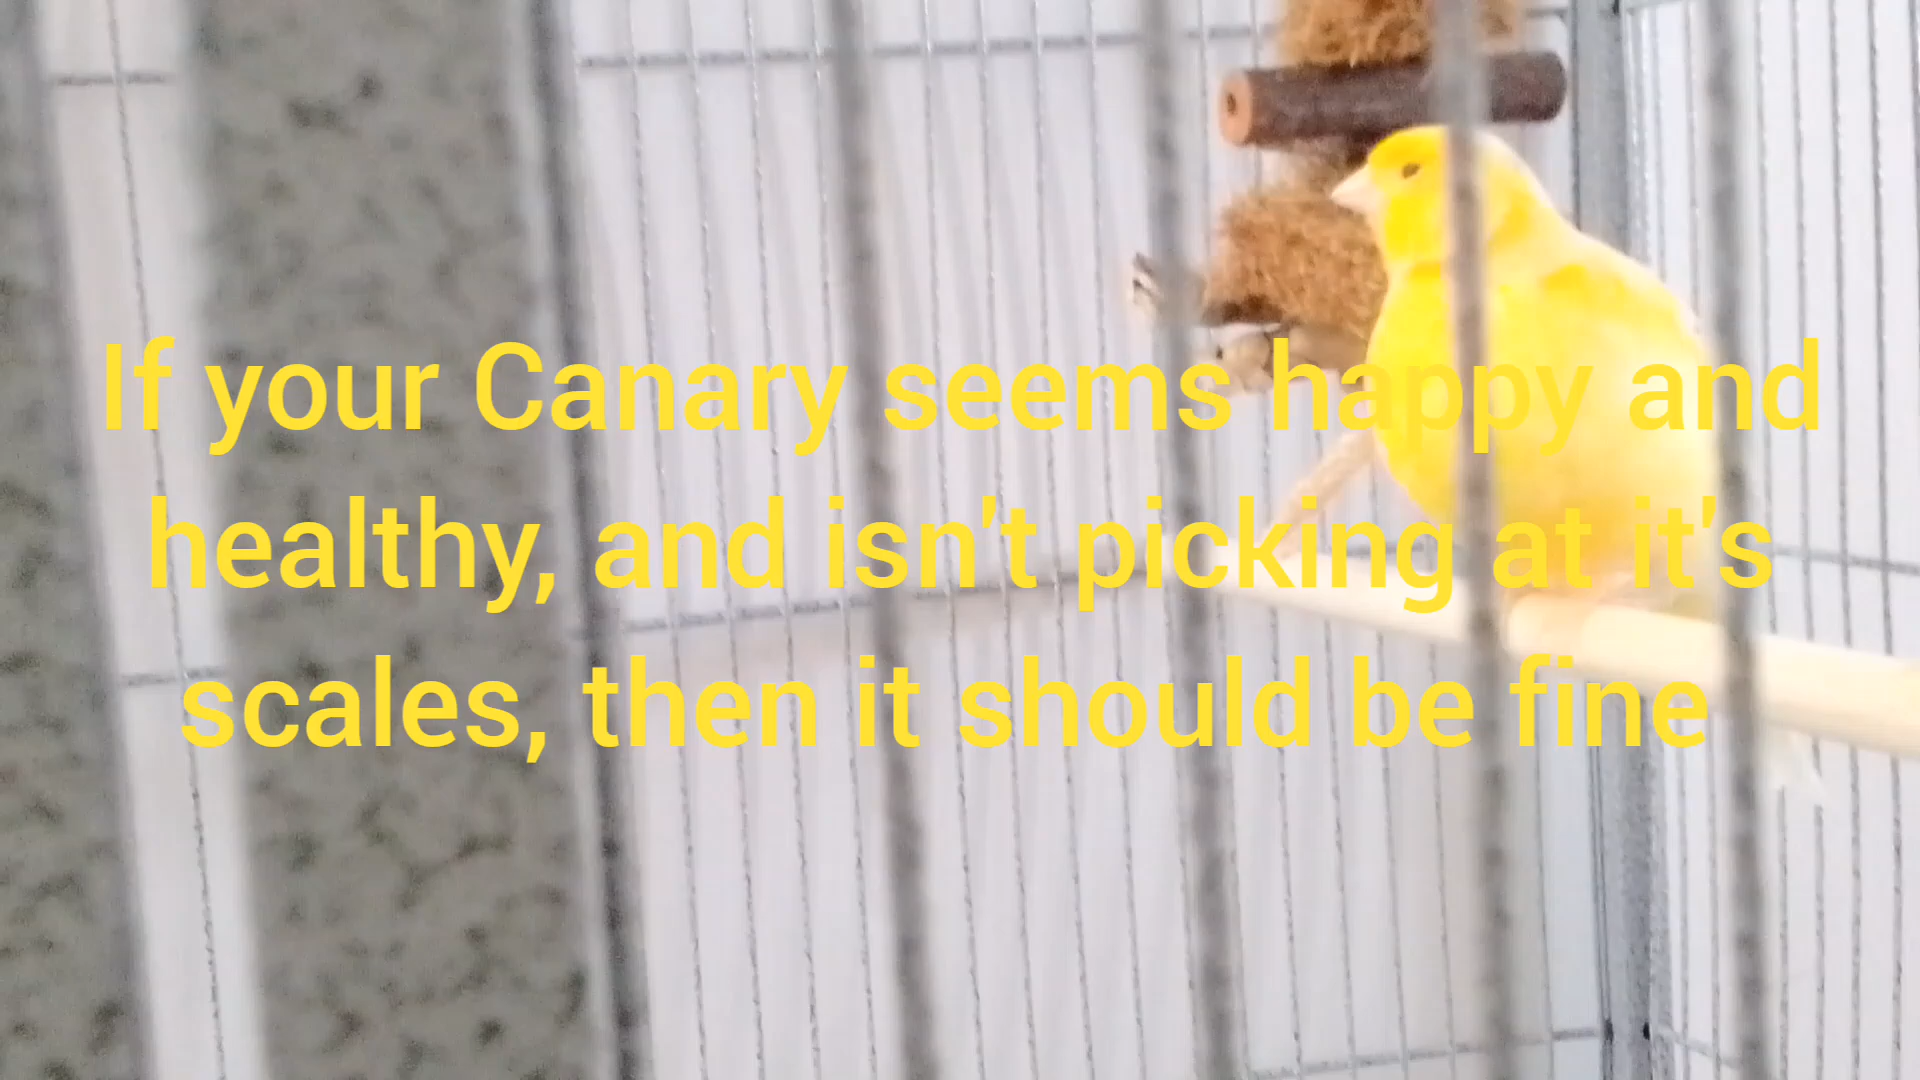 If your Canary seems happy and
healthy, and isn't picking at it's
scales, then it should be fine